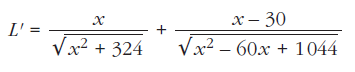 L′ = x / √(x² + 324) + (x – 30) / √(x² – 60x + 1044)